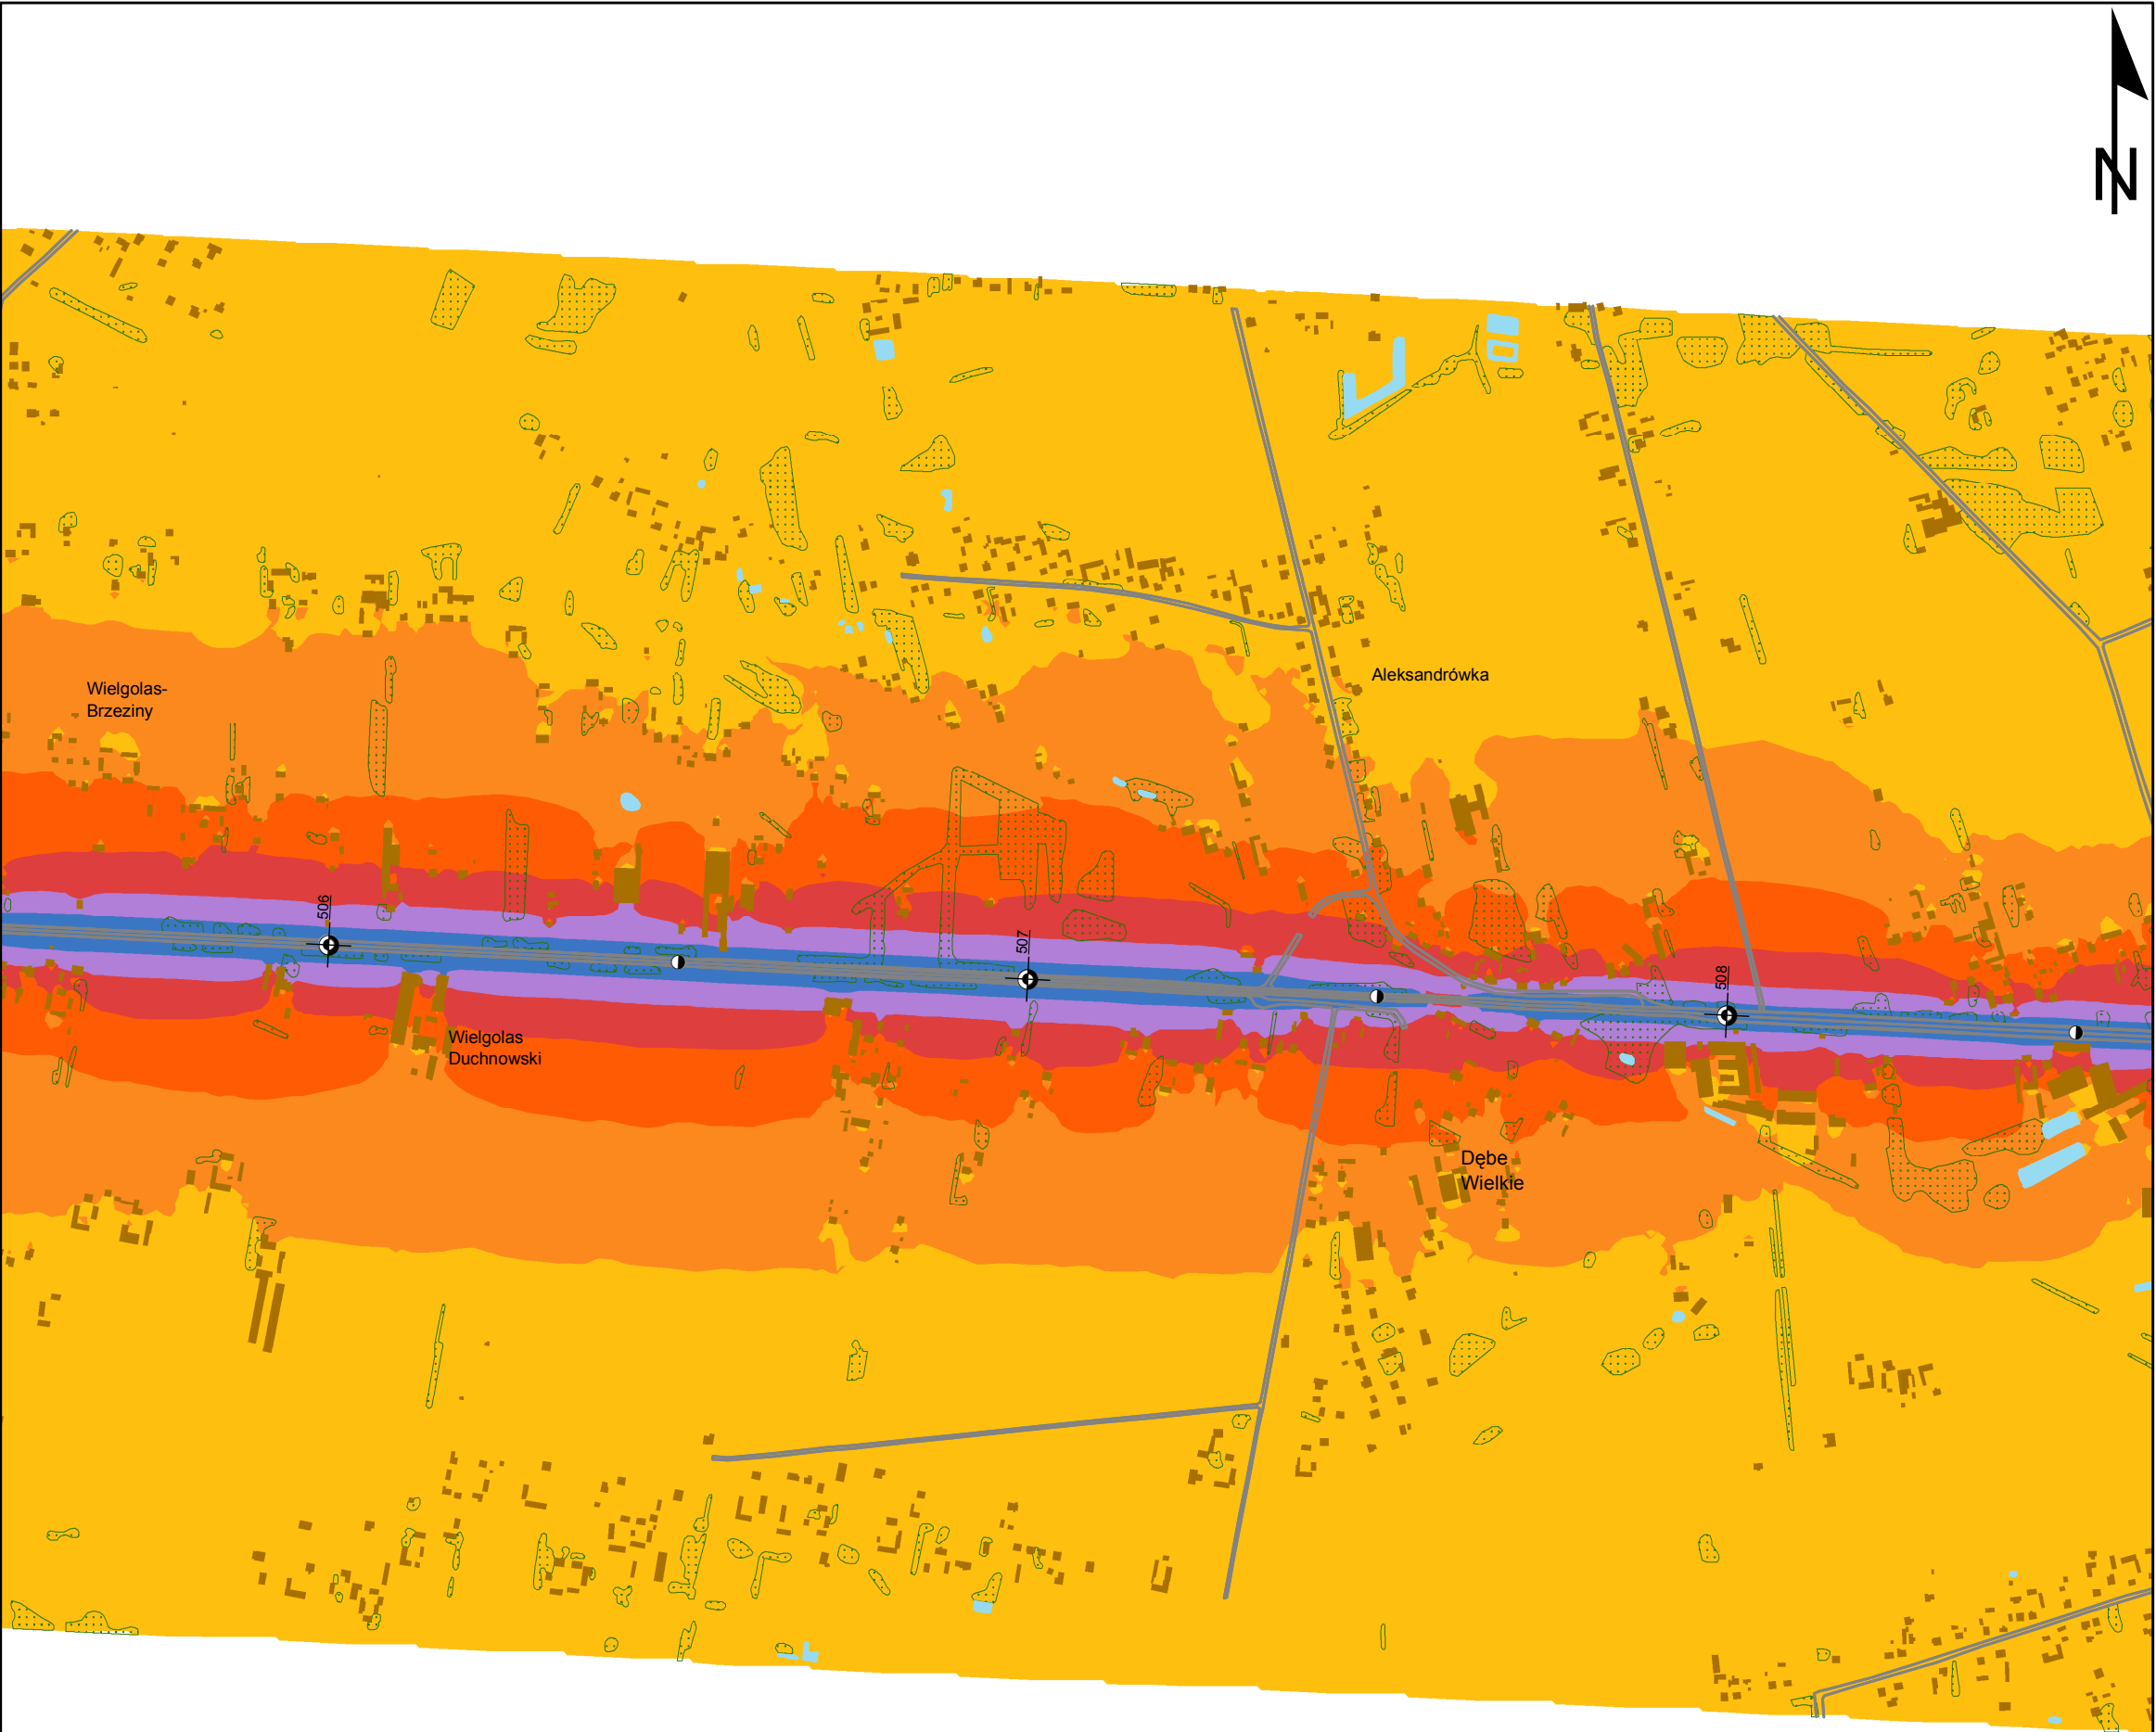 N
Wielgolas-
Brzeziny
Aleksandrówka
506
507
508
Wielgolas
Duchnowski
Dębe
Wielkie